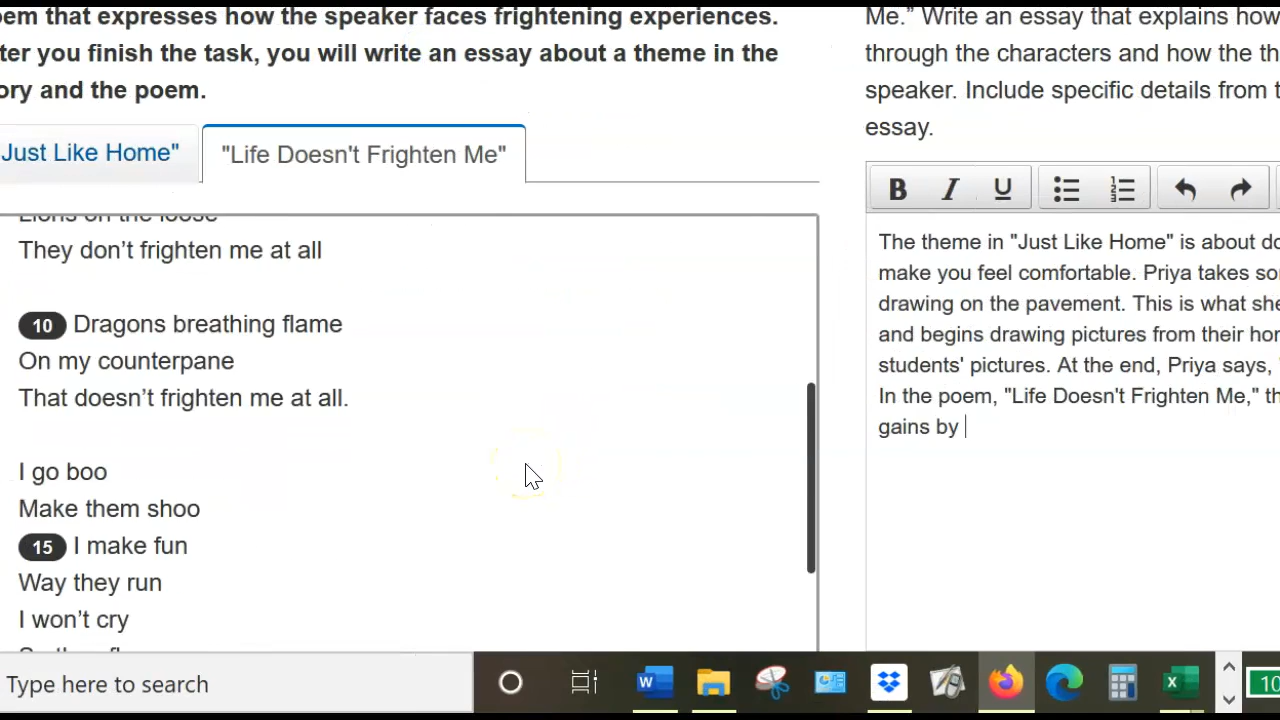 oem that expresses how the speaker faces frightening experiences.
ter you finish the task, you will write an essay about a theme in the
ory and the poem.
Just Like Home"
"Life Doesn't Frighten Me"
Lions on the loose
They don't frighten me at all
10 Dragons breathing flame
On my counterpane
That doesn't frighten me at all.
I go boo
Make them shoo
15 I make fun
Way they run
I won't cry
Me." Write an essay that explains how
through the characters and how the th
speaker. Include specific details from t
essay.
B I U
The theme in "Just Like Home" is about do
make you feel comfortable. Priya takes so
drawing on the pavement. This is what she
and begins drawing pictures from their hor
students' pictures. At the end, Priya says, "
In the poem, "Life Doesn't Frighten Me," th
gains by
Type here to search
10